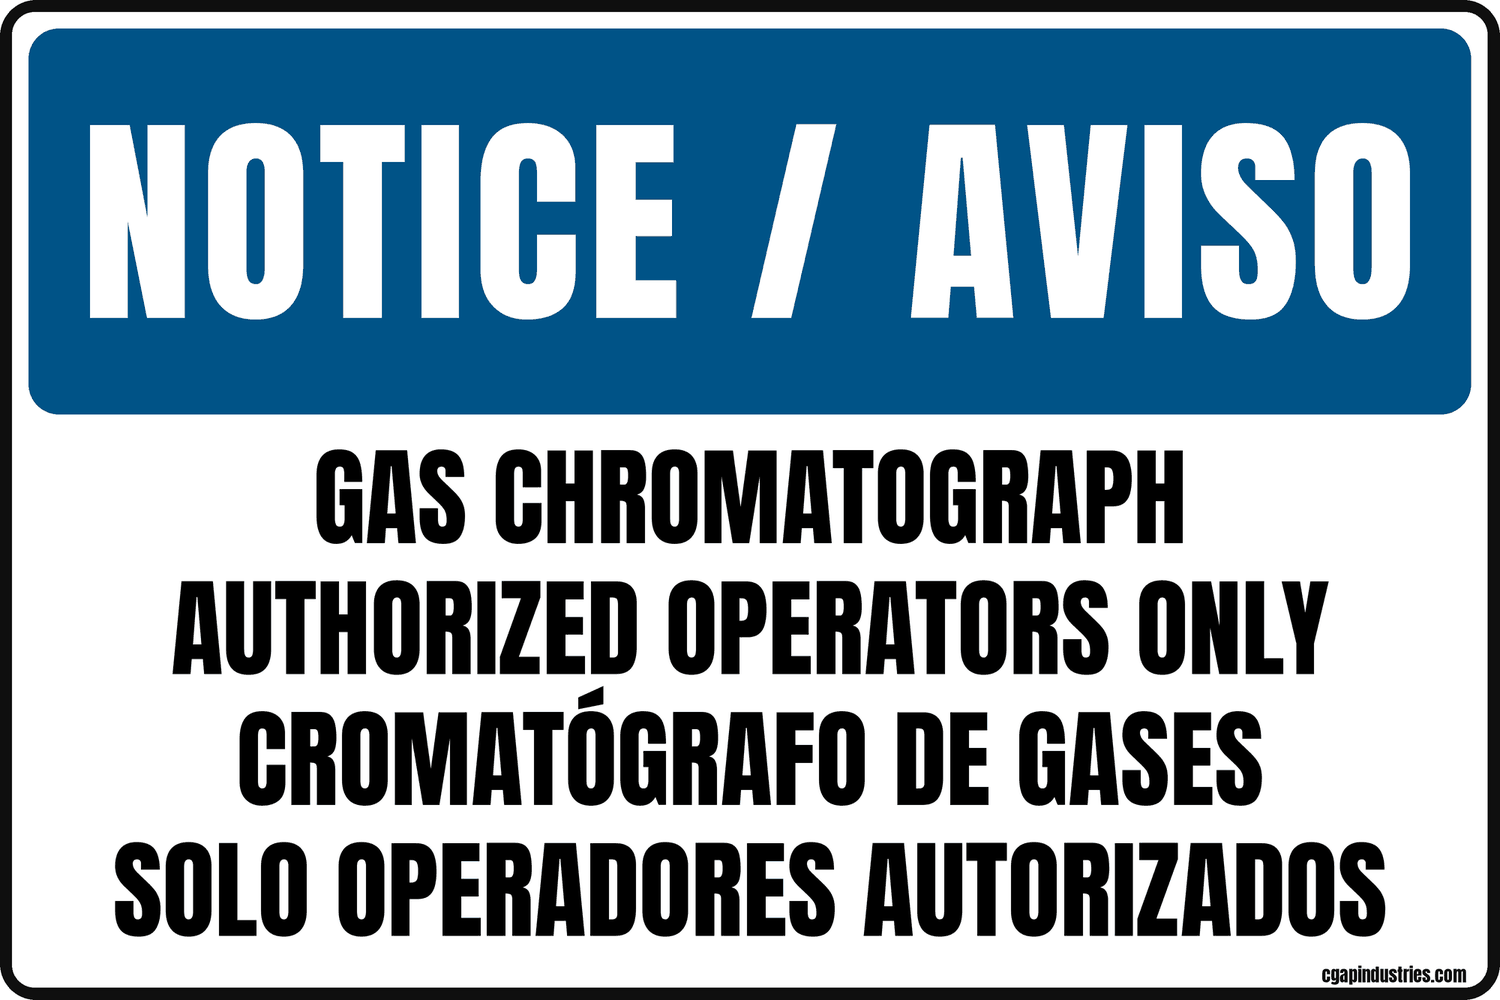 NOTICE / AVISO
GAS CHROMATOGRAPH
AUTHORIZED OPERATORS ONLY
CROMATÓGRAFO DE GASES
SOLO OPERADORES AUTORIZADOS
cgapindustries.com